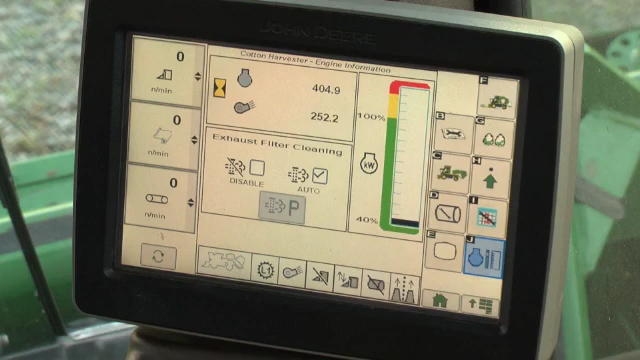 JOHN DEERE
Cotton Harvester - Engine Information
0
n/min
404.9
252.2
100%
kW
40%
0
n/min
Exhaust Filter Cleaning
DISABLE
AUTO
P
0
n/min
L1
F
B
G
C
H
D
I
E
J